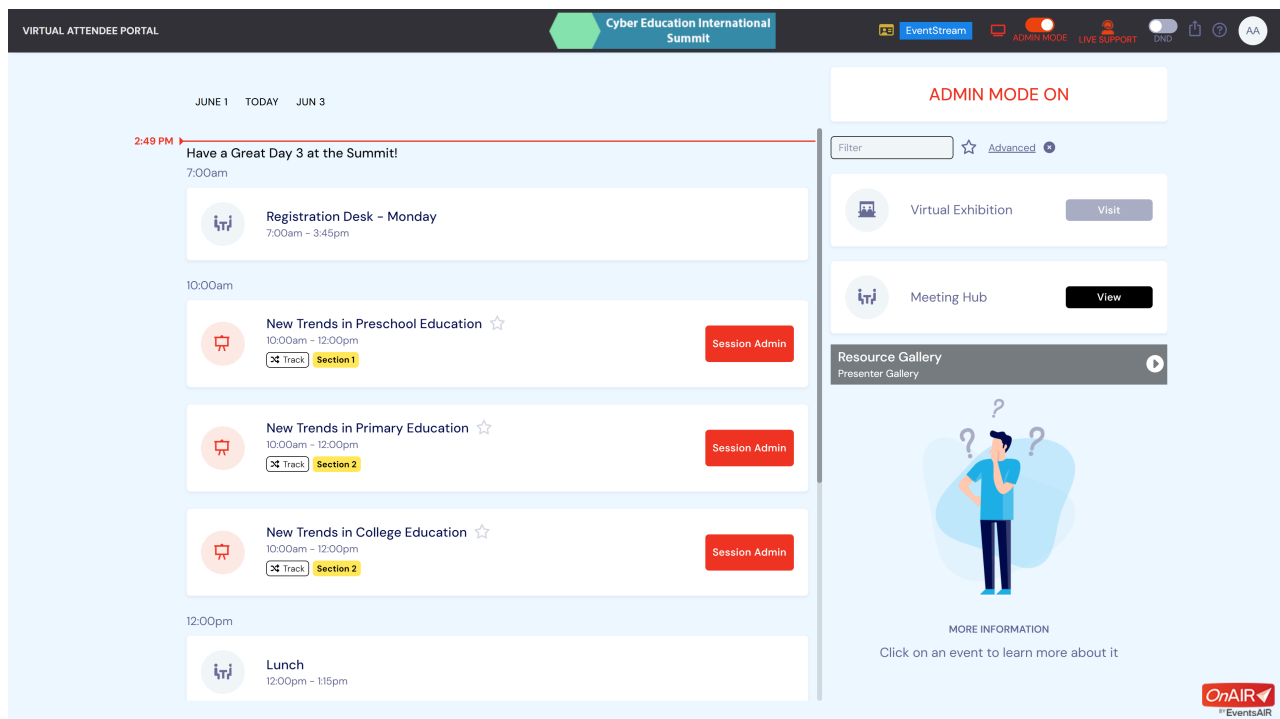 VIRTUAL ATTENDEE PORTAL
Cyber Education International
Summit
EventStream
ADMIN MODE
LIVE SUPPORT
DND
AA
JUNE 1 TODAY JUN 3
ADMIN MODE ON
2:49 PM
Have a Great Day 3 at the Summit!
7:00am
Registration Desk - Monday
7:00am - 3:45pm
10:00am
New Trends in Preschool Education
10:00am - 12:00pm
Track Section 1
Session Admin
New Trends in Primary Education
10:00am - 12:00pm
Track Section 2
Session Admin
New Trends in College Education
10:00am - 12:00pm
Track Section 2
Session Admin
12:00pm
Lunch
12:00pm - 1:15pm
Filter
Advanced
Virtual Exhibition
Visit
Meeting Hub
View
Resource Gallery
Presenter Gallery
? ? ?
MORE INFORMATION
Click on an event to learn more about it
OnAIR
BY EventsAIR